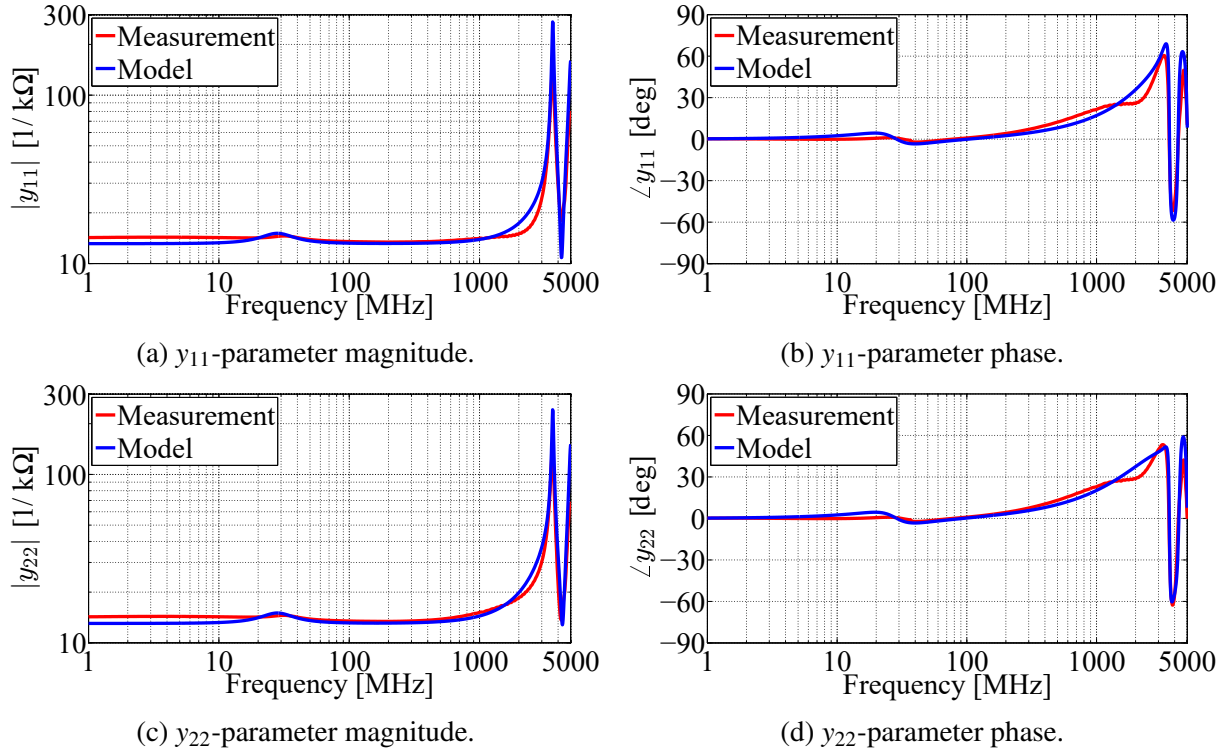 300
100
10
|y11| [1/ kΩ]
Measurement
Model
1 10 100 1000 5000
Frequency [MHz]
(a) y11-parameter magnitude.
90
60
30
0
−30
−60
−90
∠y11 [deg]
Measurement
Model
1 10 100 1000 5000
Frequency [MHz]
(b) y11-parameter phase.
300
100
10
|y22| [1/ kΩ]
Measurement
Model
1 10 100 1000 5000
Frequency [MHz]
(c) y22-parameter magnitude.
90
60
30
0
−30
−60
−90
∠y22 [deg]
Measurement
Model
1 10 100 1000 5000
Frequency [MHz]
(d) y22-parameter phase.